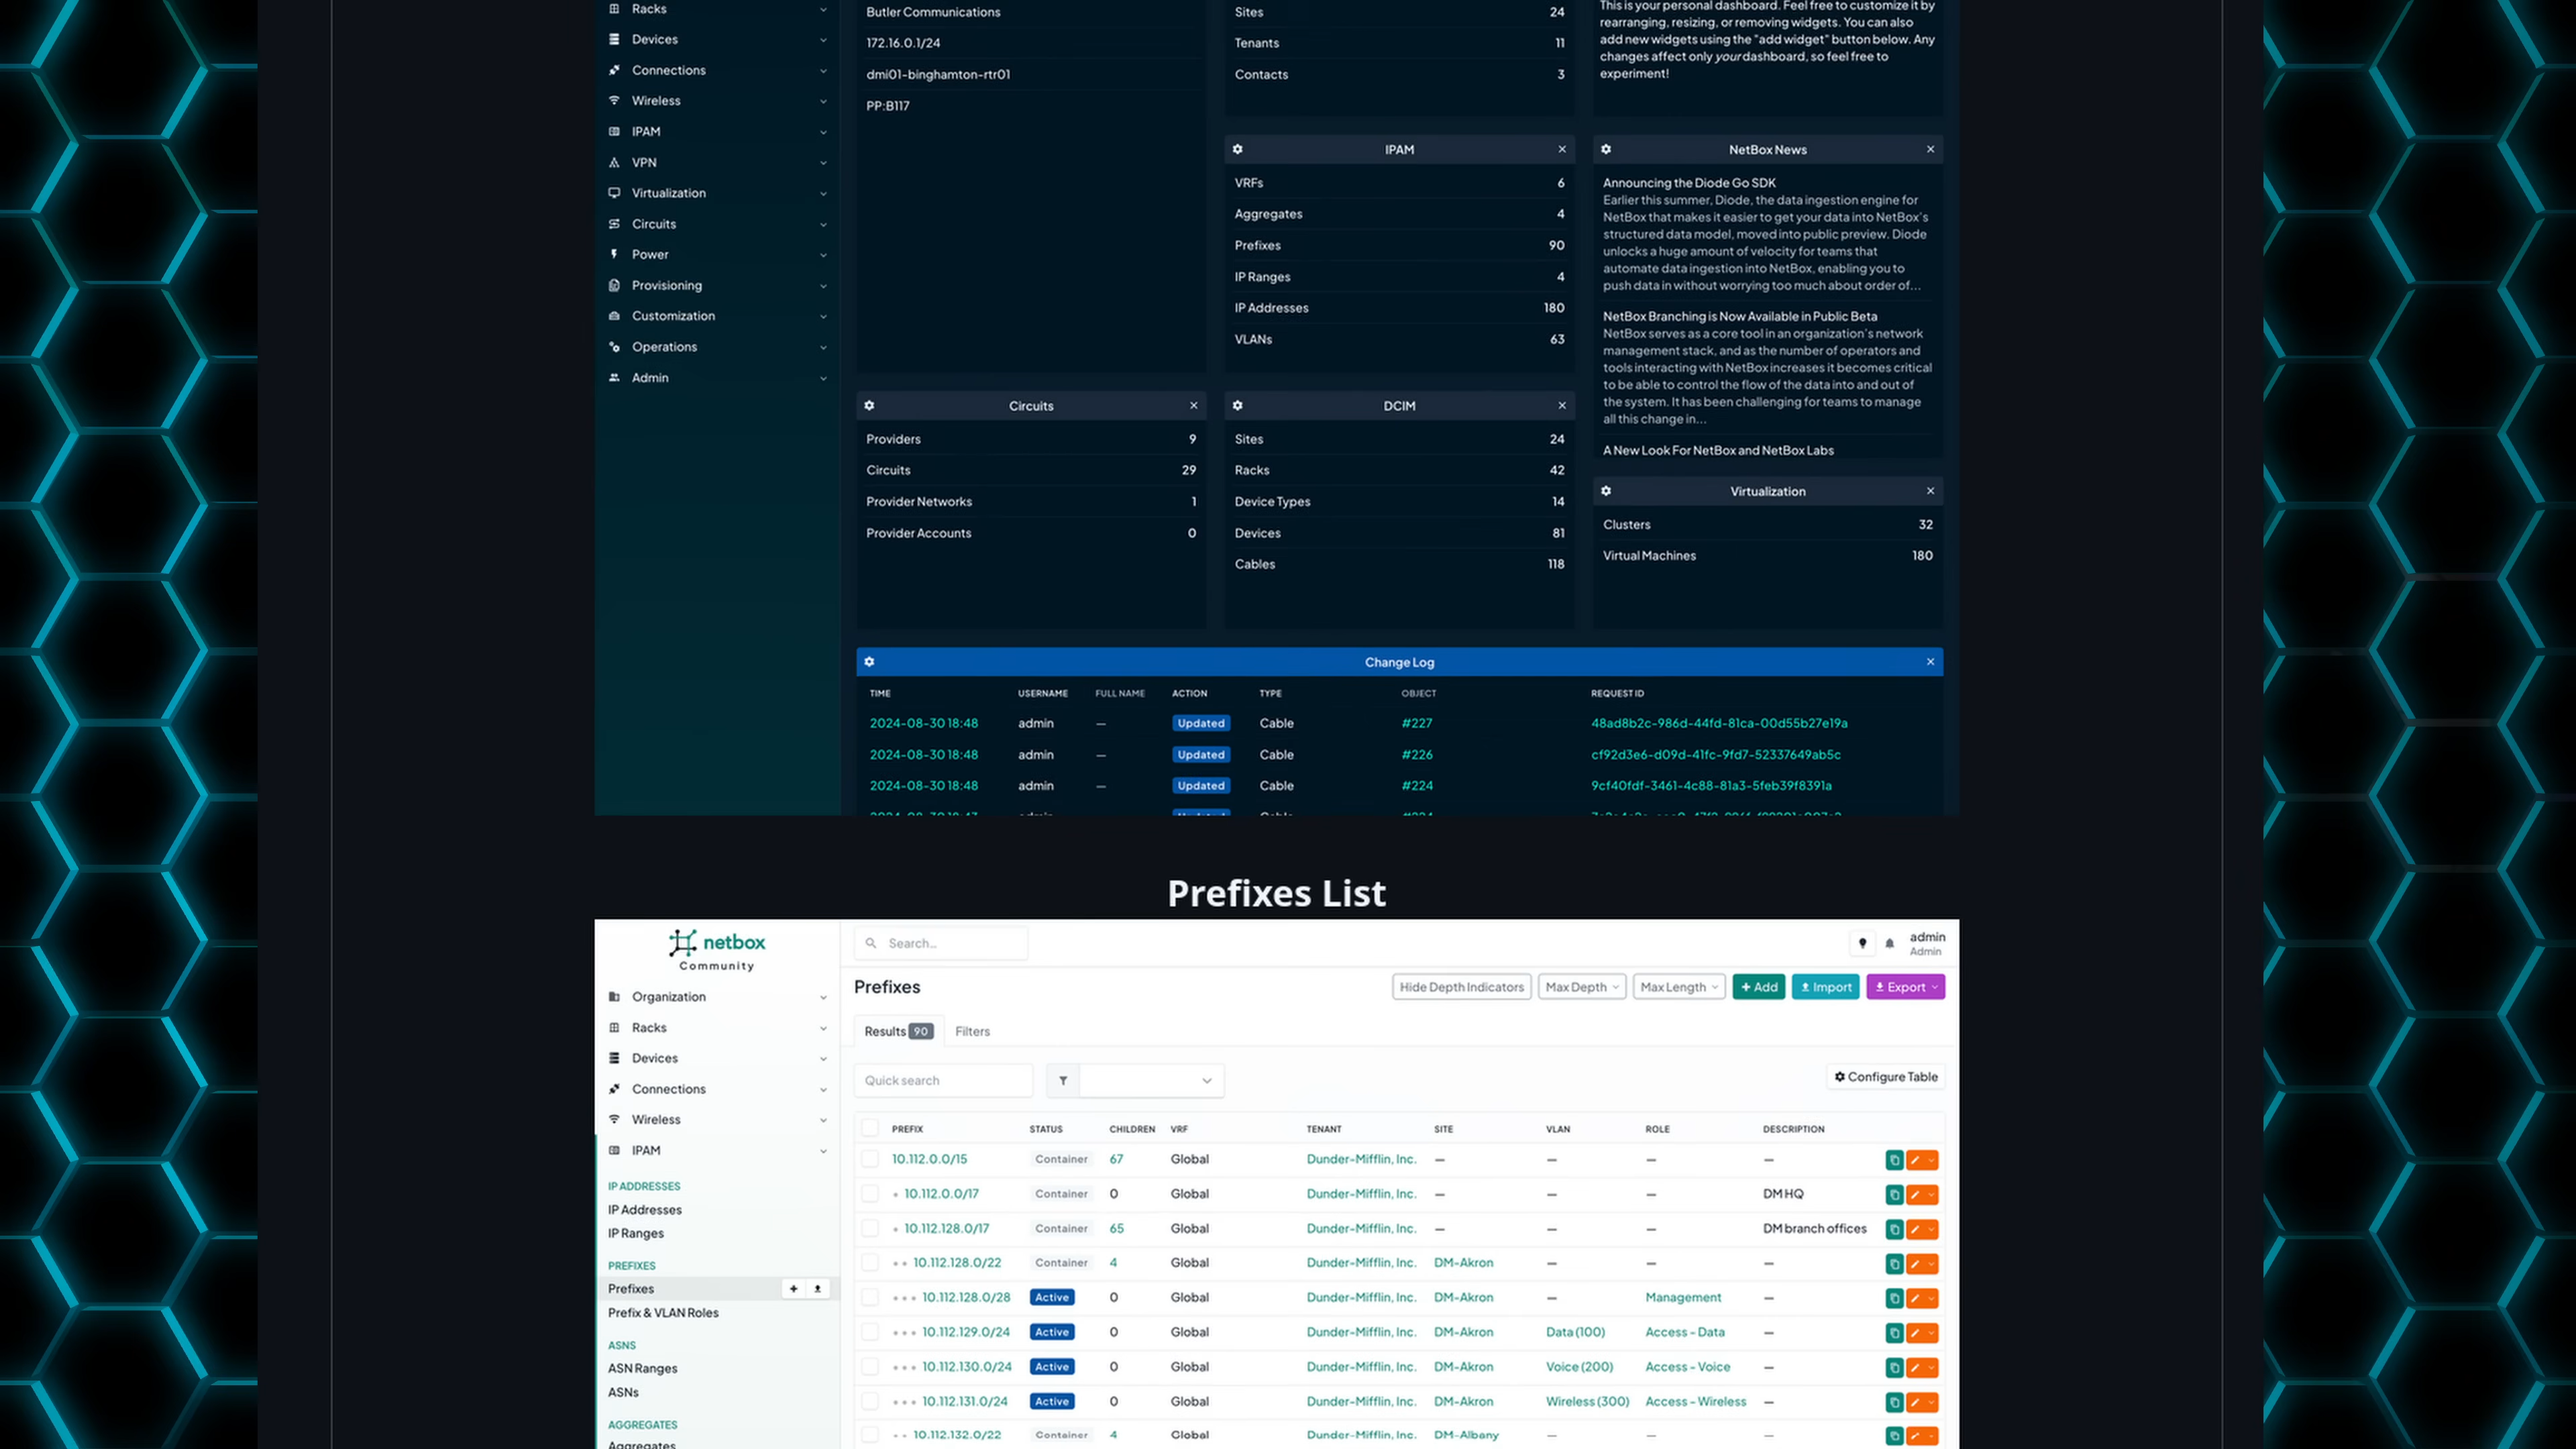 Racks
Devices
Connections
Wireless
IPAM
VPN
Virtualization
Circuits
Power
Provisioning
Customization
Operations
Admin
Butler Communications
172.16.0.1/24
dmi01-binghamton-rtr01
PP:B117
Sites 24
Tenants 11
Contacts 3
This is your personal dashboard. Feel free to customize it by
rearranging, resizing, or removing widgets. You can also
add new widgets using the "add widget" button below. Any
changes affect only your dashboard, so feel free to
experiment!
IPAM
VRFs 6
Aggregates 4
Prefixes 90
IP Ranges 4
IP Addresses 180
VLANs 63
NetBox News
Announcing the Diode Go SDK
Earlier this summer, Diode, the data ingestion engine for
NetBox that makes it easier to get your data into NetBox's
structured data model, moved into public preview. Diode
unlocks a huge amount of velocity for teams that
automate data ingestion into NetBox, enabling you to
push data in without worrying too much about order of...
NetBox Branching is Now Available in Public Beta
NetBox serves as a core tool in an organization's network
management stack, and as the number of operators and
tools interacting with NetBox increases it becomes critical
to be able to control the flow of the data into and out of
the system. It has been challenging for teams to manage
all this change in...
A New Look For NetBox and NetBox Labs
Circuits
Providers 9
Circuits 29
Provider Networks 1
Provider Accounts 0
DCIM
Sites 24
Racks 42
Device Types 14
Devices 81
Cables 118
Virtualization
Clusters 32
Virtual Machines 180
Change Log
TIME USERNAME FULL NAME ACTION TYPE OBJECT REQUEST ID
2024-08-30 18:48 admin — Updated Cable #227 48ad8b2c-986d-44fd-81ca-00d55b27e19a
2024-08-30 18:48 admin — Updated Cable #226 cf92d3e6-d09d-41fc-9fd7-52337649ab5c
2024-08-30 18:48 admin — Updated Cable #224 9cf40fdf-3461-4c88-81a3-5feb39f8391a
Prefixes List
netbox
Community
Search...
admin
Admin
Organization
Racks
Devices
Connections
Wireless
IPAM
IP ADDRESSES
IP Addresses
IP Ranges
PREFIXES
Prefixes
Prefix & VLAN Roles
ASNS
ASN Ranges
ASNs
AGGREGATES
Aggregates
Prefixes
Hide Depth Indicators Max Depth Max Length + Add Import Export
Results 90 Filters
Quick search
Configure Table
PREFIX STATUS CHILDREN VRF TENANT SITE VLAN ROLE DESCRIPTION
10.112.0.0/15 Container 67 Global Dunder-Mifflin, Inc. — — — —
• 10.112.0.0/17 Container 0 Global Dunder-Mifflin, Inc. — — — DM HQ
• 10.112.128.0/17 Container 65 Global Dunder-Mifflin, Inc. — — — DM branch offices
• • 10.112.128.0/22 Container 4 Global Dunder-Mifflin, Inc. DM-Akron — — —
• • • 10.112.128.0/28 Active 0 Global Dunder-Mifflin, Inc. DM-Akron — Management —
• • • 10.112.129.0/24 Active 0 Global Dunder-Mifflin, Inc. DM-Akron Data (100) Access - Data —
• • • 10.112.130.0/24 Active 0 Global Dunder-Mifflin, Inc. DM-Akron Voice (200) Access - Voice —
• • • 10.112.131.0/24 Active 0 Global Dunder-Mifflin, Inc. DM-Akron Wireless (300) Access - Wireless —
• • 10.112.132.0/22 Container 4 Global Dunder-Mifflin, Inc. DM-Albany — — —